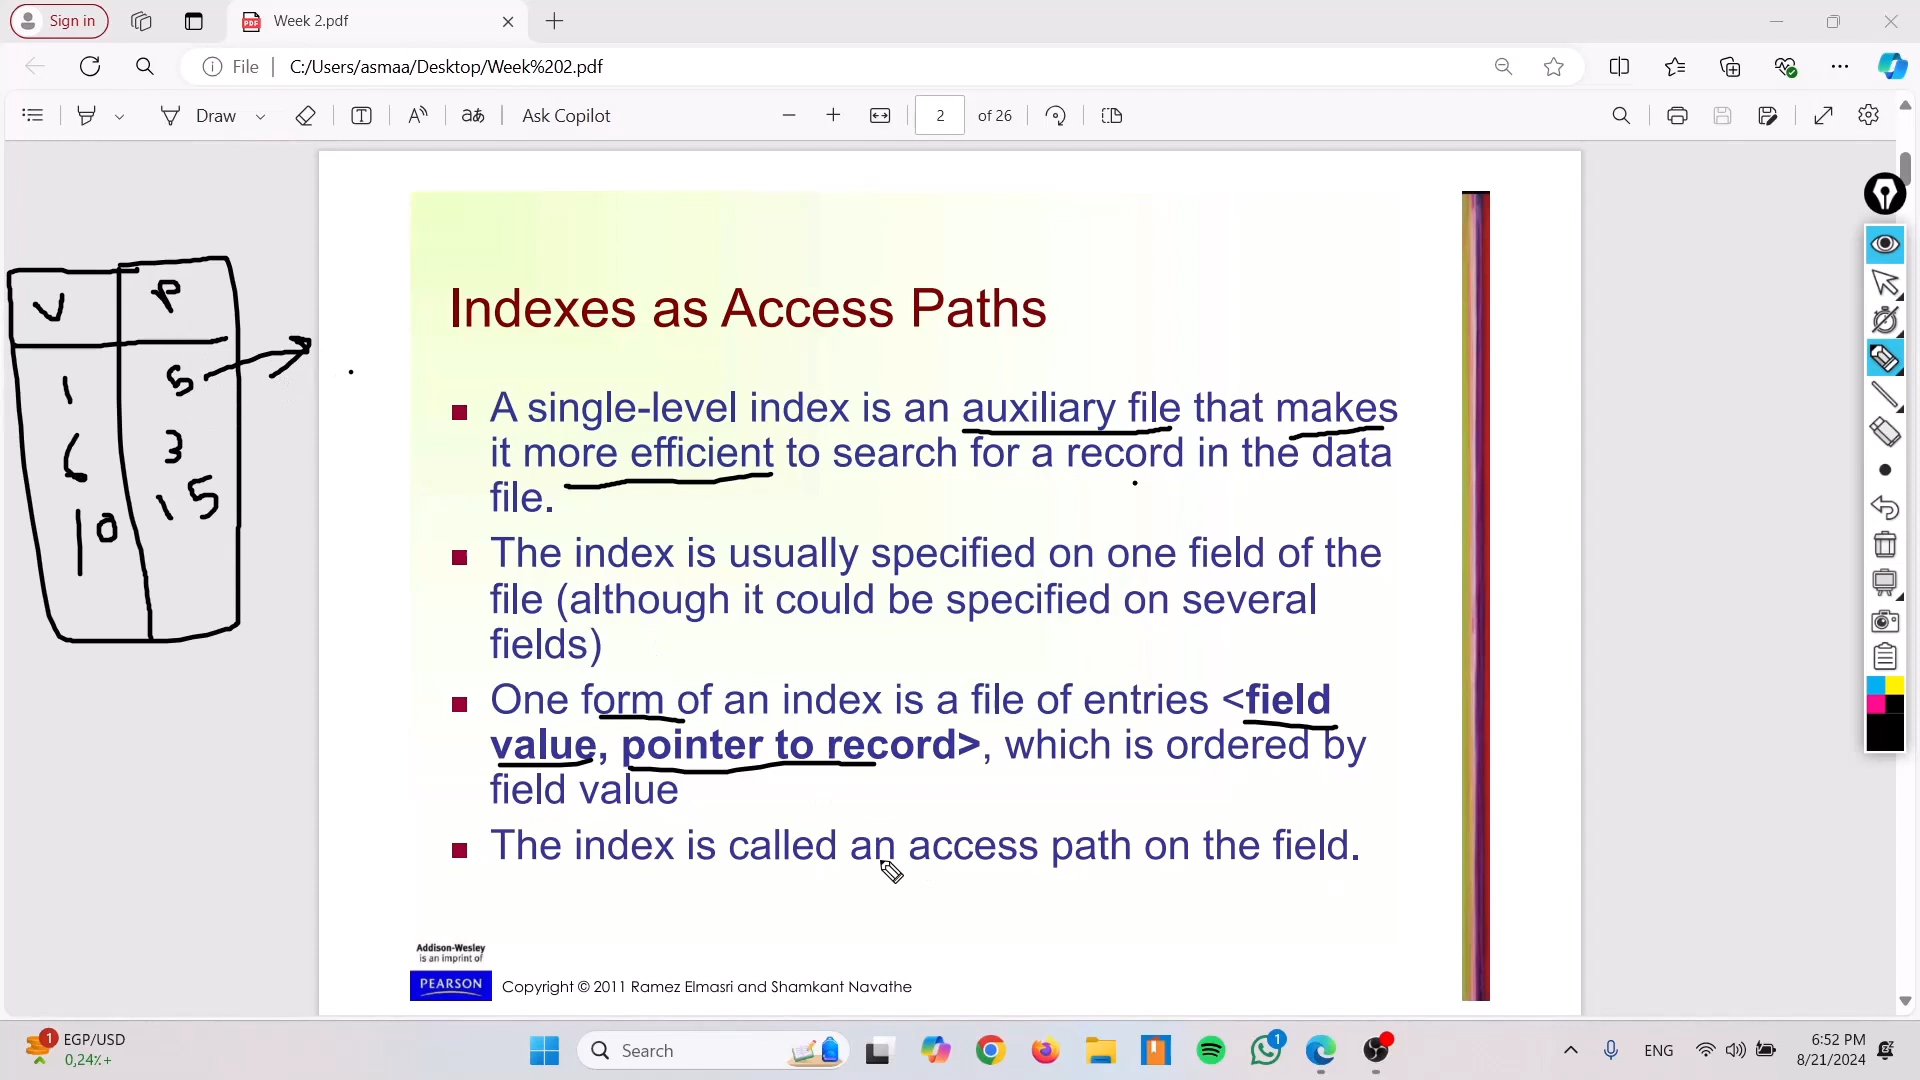 Sign in
Week 2.pdf
File
C:/Users/asmaa/Desktop/Week%202.pdf
Draw
aあ
Ask Copilot
2
of 26
V P
1 5
6 3
10 15
Indexes as Access Paths
A single-level index is an auxiliary file that makes
it more efficient to search for a record in the data
file.
The index is usually specified on one field of the
file (although it could be specified on several
fields)
One form of an index is a file of entries <field
value, pointer to record>, which is ordered by
field value
The index is called an access path on the field.
Addison-Wesley
is an imprint of
PEARSON
Copyright © 2011 Ramez Elmasri and Shamkant Navathe
1
EGP/USD
0,24٪+
Search
1
ENG
6:52 PM
8/21/2024